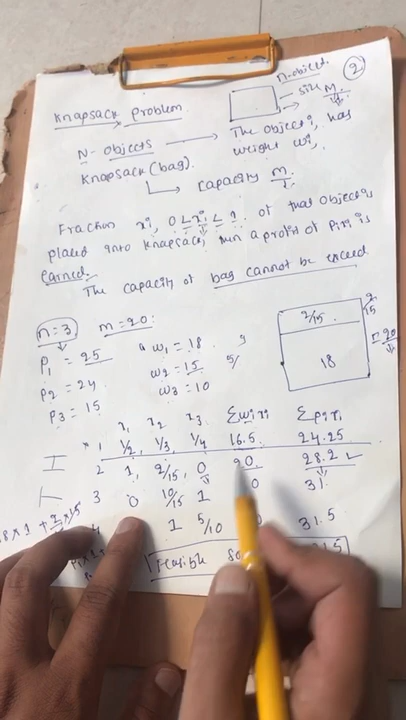 n-object.
2
Knapsack Problem
size M.
N- Objects → The object i, has
weight wi,
Knapsack (bag).
Capacity m
Fraction xi, 0 ≤ xi ≤ 1. of that object is
placed into knapsack, then a profit of pixi is
earned.
The capacity of bag cannot be exceed
n=3 m=20:
2/15
P1 = 25 w1 = 18
P2 = 24 w2 = 15
P3 = 15 w3 = 10
18
x1 x2 x3 Σwixi Σpixi
1 1/2, 1/3, 1/4 16.5 24.25
2 1, 2/15, 0 20. 28.2
3 0 10/15 1 0 31
1 5/10 31.5
Feasible